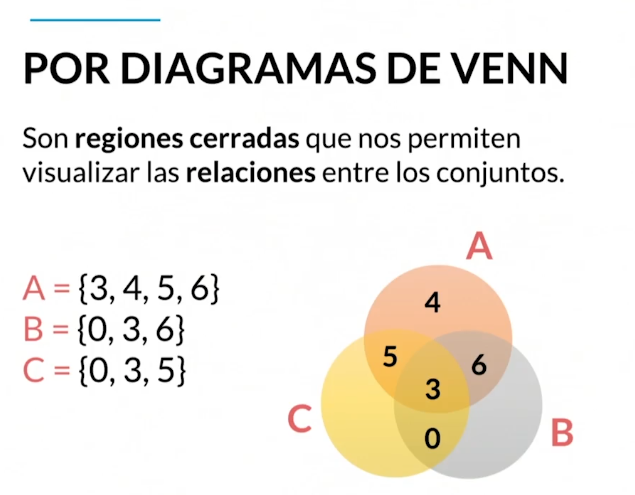 POR DIAGRAMAS DE VENN
Son regiones cerradas que nos permiten
visualizar las relaciones entre los conjuntos.
A = {3, 4, 5, 6}
B = {0, 3, 6}
C = {0, 3, 5}
A
4
5
6
3
C
0
B